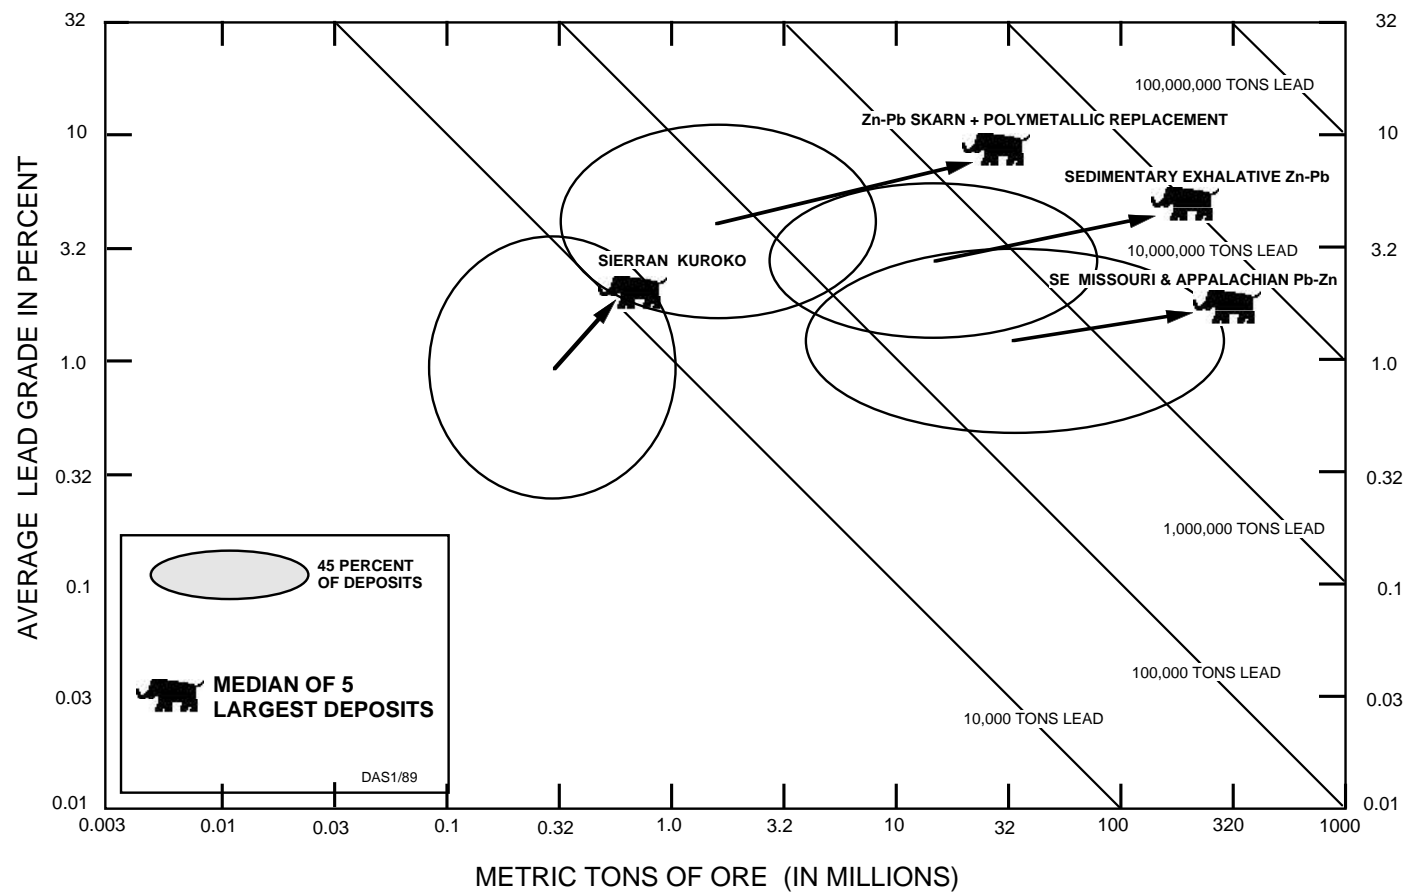 32
32
100,000,000 TONS LEAD
Zn-Pb SKARN + POLYMETALLIC REPLACEMENT
10
10
SEDIMENTARY EXHALATIVE Zn-Pb
3.2
10,000,000 TONS LEAD
3.2
SIERRAN KUROKO
SE MISSOURI & APPALACHIAN Pb-Zn
1.0
1.0
AVERAGE LEAD GRADE IN PERCENT
0.32
0.32
1,000,000 TONS LEAD
45 PERCENT
OF DEPOSITS
0.1
0.1
100,000 TONS LEAD
MEDIAN OF 5
LARGEST DEPOSITS
0.03
0.03
10,000 TONS LEAD
DAS1/89
0.01
0.01
0.003 0.01 0.03 0.1 0.32 1.0 3.2 10 32 100 320 1000
METRIC TONS OF ORE (IN MILLIONS)